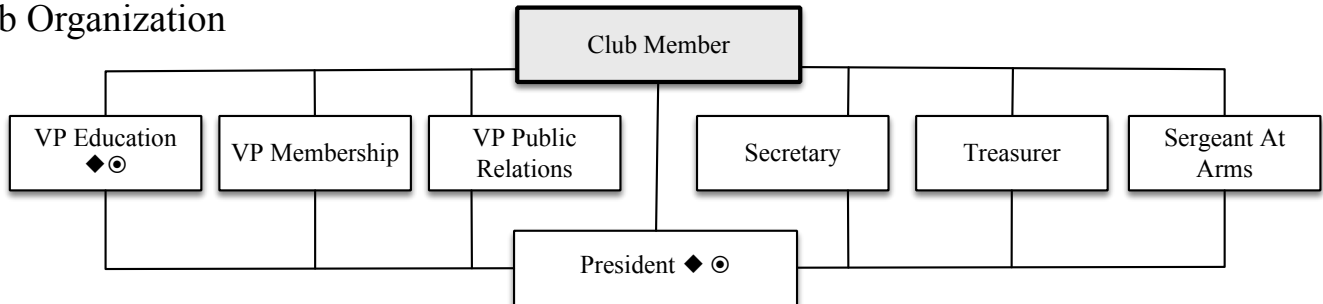 b Organization
Club Member
VP Education
◆⦿
VP Membership
VP Public
Relations
Secretary
Treasurer
Sergeant At
Arms
President ◆ ⦿